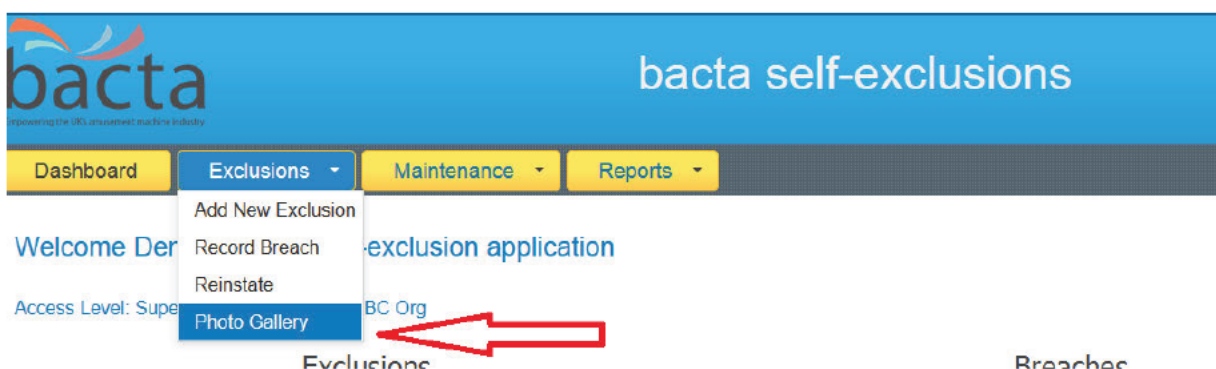 bacta
Empowering the UK's amusement machine industry
bacta self-exclusions
Dashboard Exclusions Maintenance Reports
Add New Exclusion
Record Breach
Reinstate
Photo Gallery
Welcome Der -exclusion application
Access Level: Supe BC Org
Exclusions Breaches